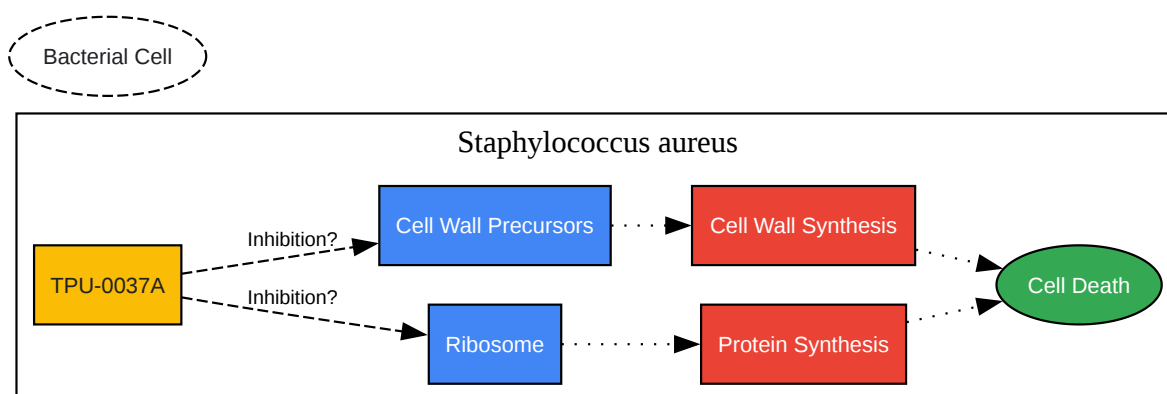 Bacterial Cell
Staphylococcus aureus
Cell Wall Precursors
Cell Wall Synthesis
Inhibition?
TPU-0037A
Cell Death
Inhibition?
Ribosome
Protein Synthesis